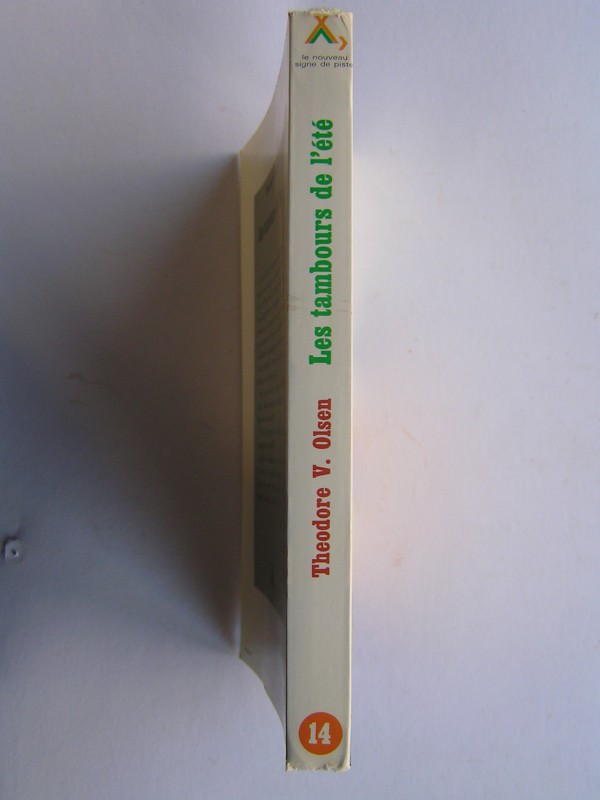 le nouveau
signe de piste
Theodore V. Olsen Les tambours de l'été
14